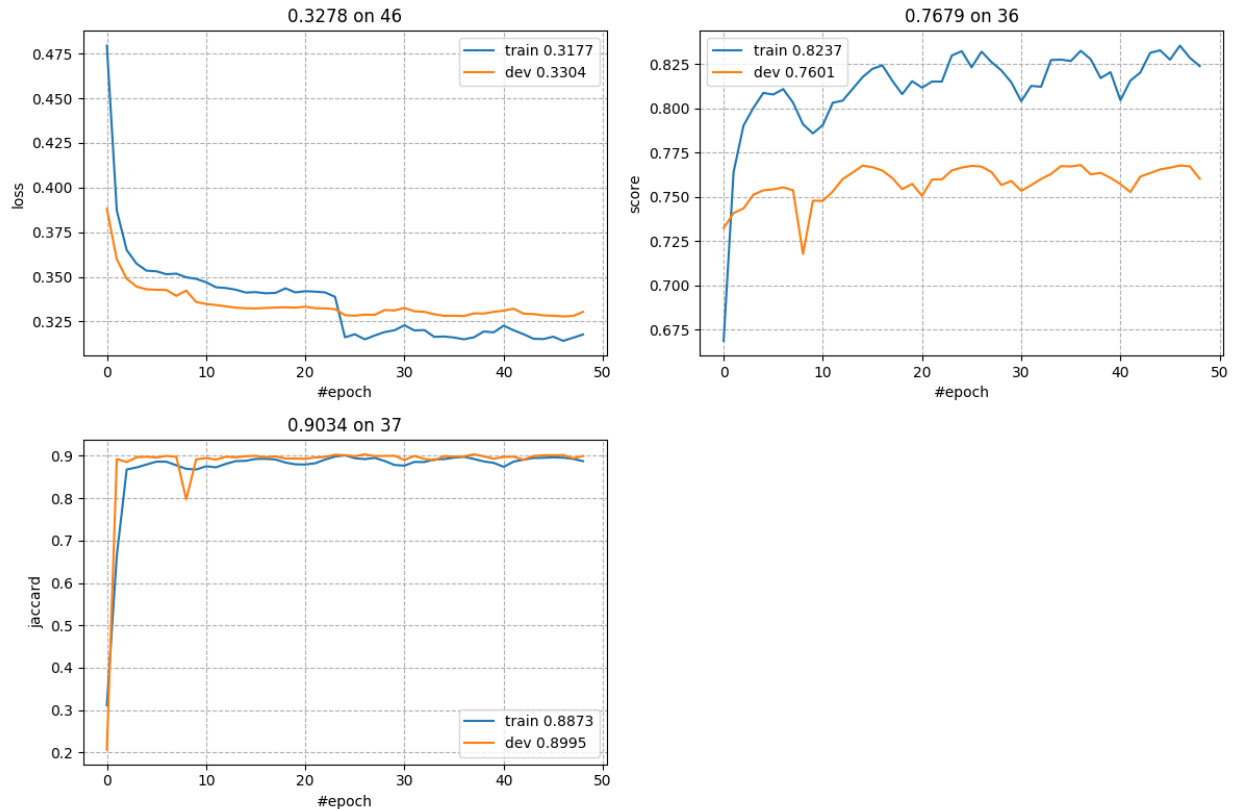 0.3278 on 46
0.475
0.450
0.425
0.400
0.375
0.350
0.325
loss
train 0.3177
dev 0.3304
0
10
20
30
40
50
#epoch
0.7679 on 36
0.825
0.800
0.775
0.750
0.725
0.700
0.675
score
train 0.8237
dev 0.7601
0
10
20
30
40
50
#epoch
0.9034 on 37
0.9
0.8
0.7
0.6
0.5
0.4
0.3
0.2
jaccard
train 0.8873
dev 0.8995
0
10
20
30
40
50
#epoch